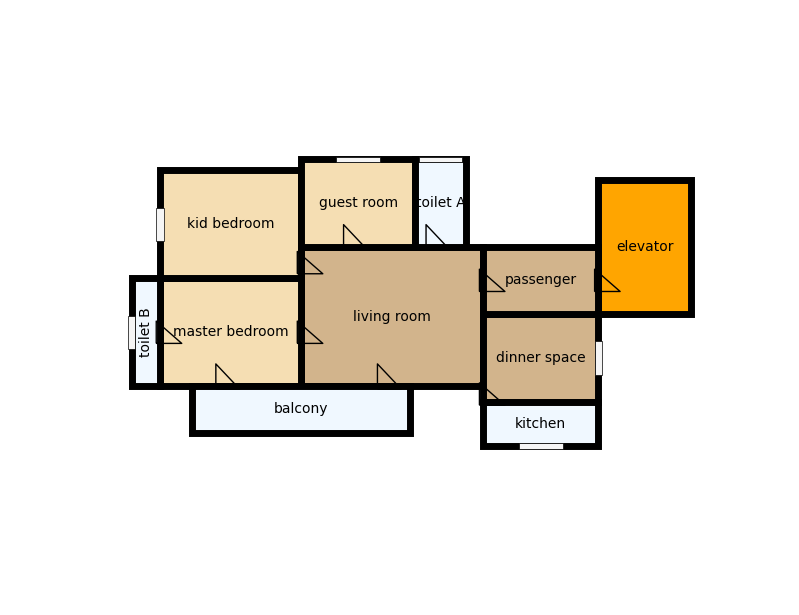 guest room
toilet A
kid bedroom
elevator
passenger
living room
toilet B
master bedroom
dinner space
balcony
kitchen